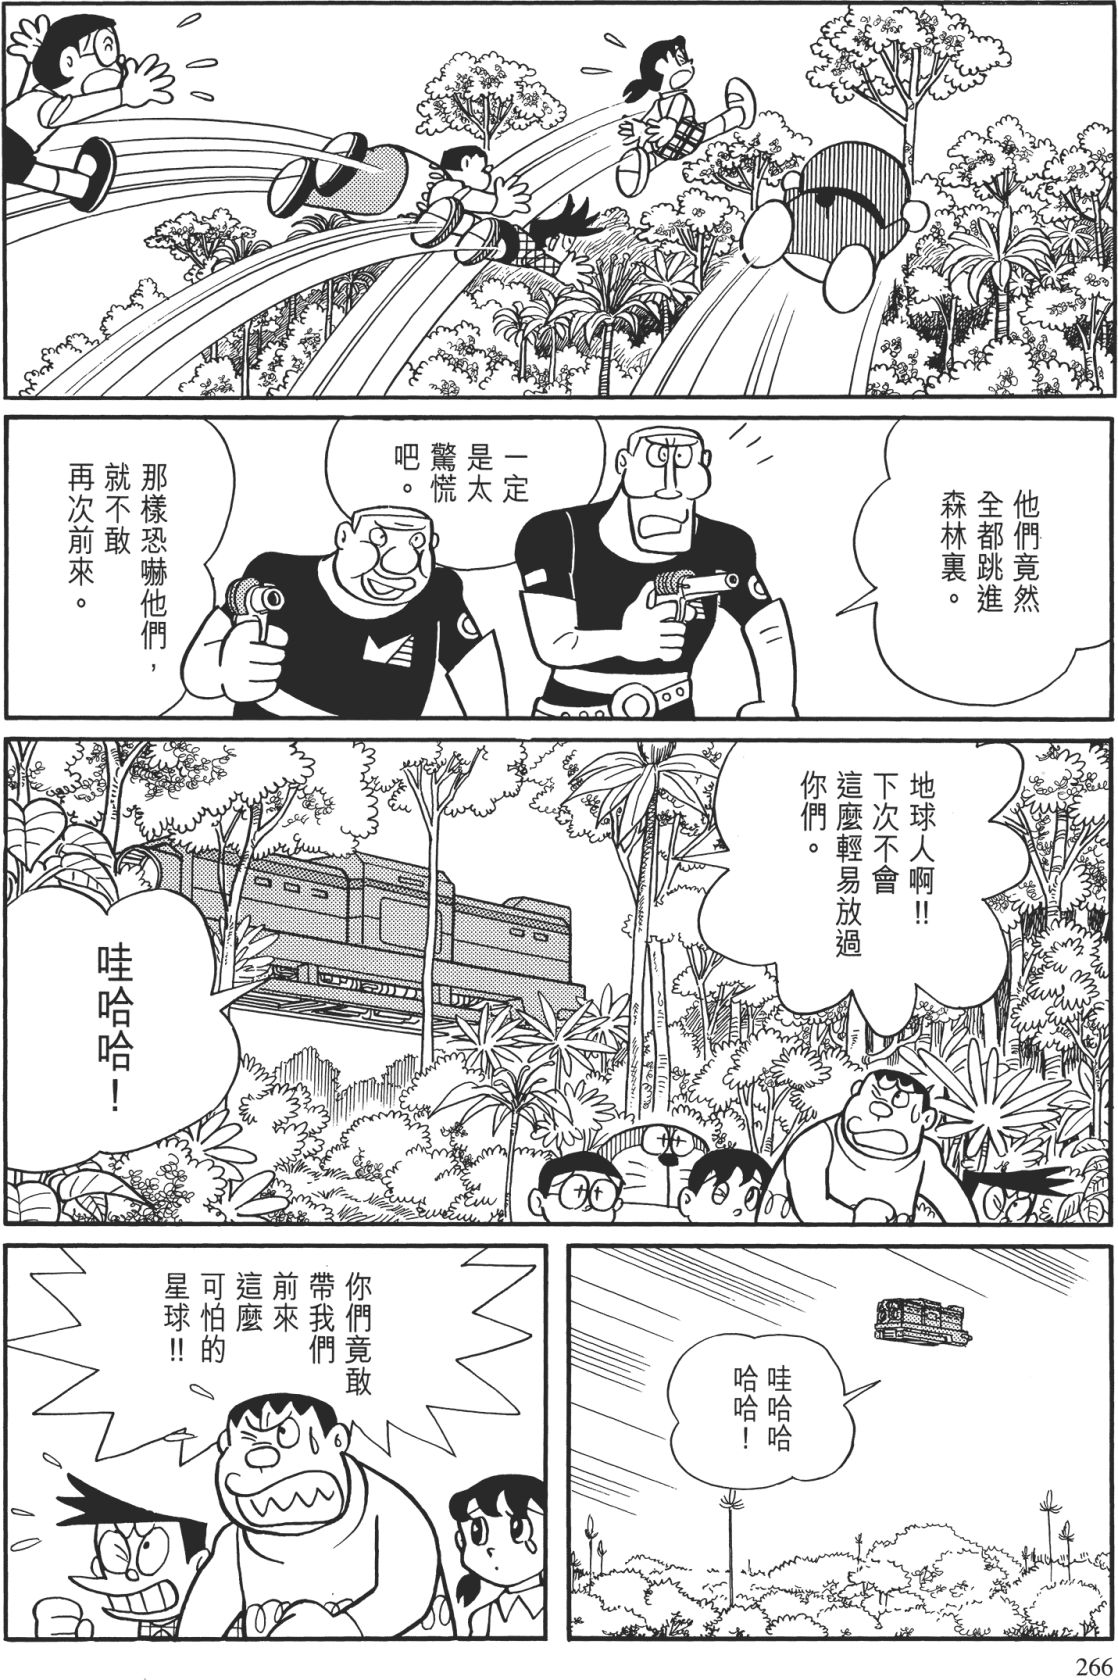 他們竟然
全都跳進
森林裏。
一定
是太
驚慌
吧。
那樣恐嚇他們，
就不敢
再次前來。
地球人啊!!
下次不會
這麼輕易放過
你們。
哇哈哈！
哇哈哈
哈哈！
你們竟敢
帶我們
前來
這麼
可怕的
星球!!
266